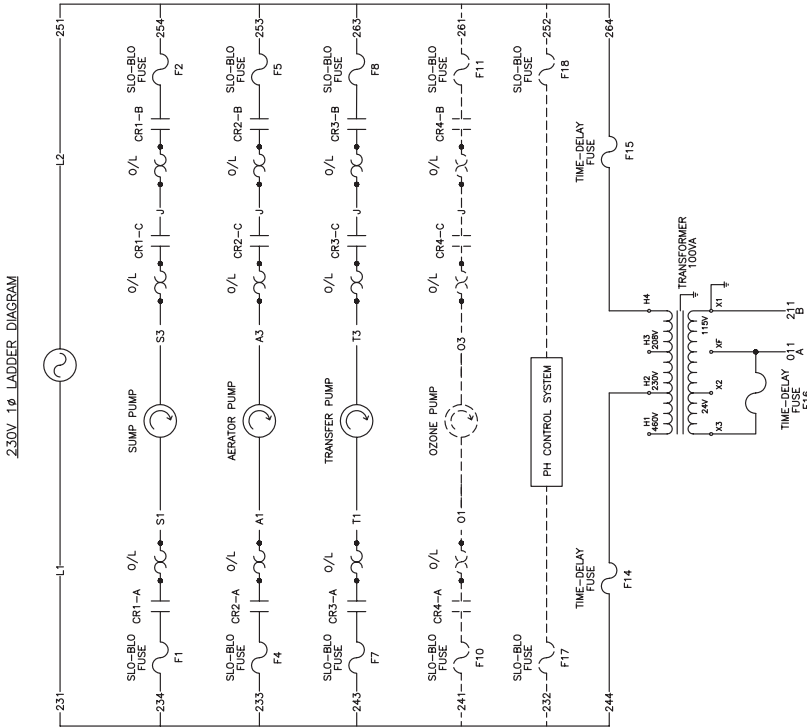 230V 1Ø LADDER DIAGRAM
231 L1 L2 251
SLO-BLO FUSE
F1
234
CR1-A
O/L
S1
SUMP PUMP
S3
O/L
CR1-C
J
O/L
CR1-B
SLO-BLO FUSE
F2
254
SLO-BLO FUSE
F4
233
CR2-A
O/L
A1
AERATOR PUMP
A3
O/L
CR2-C
J
O/L
CR2-B
SLO-BLO FUSE
F5
253
SLO-BLO FUSE
F7
243
CR3-A
O/L
T1
TRANSFER PUMP
T3
O/L
CR3-C
J
O/L
CR3-B
SLO-BLO FUSE
F8
263
SLO-BLO FUSE
F10
241
CR4-A
O/L
O1
OZONE PUMP
O3
O/L
CR4-C
J
O/L
CR4-B
SLO-BLO FUSE
F11
261
SLO-BLO FUSE
F17
232
PH CONTROL SYSTEM
SLO-BLO FUSE
F18
252
244
TIME-DELAY FUSE
F14
TIME-DELAY FUSE
F15
264
TRANSFORMER
100VA
H1 H2 H3 H4
460V 230V 208V
24V 115V
X3 X2 XF X1
TIME-DELAY FUSE
F16
011
A
211
B